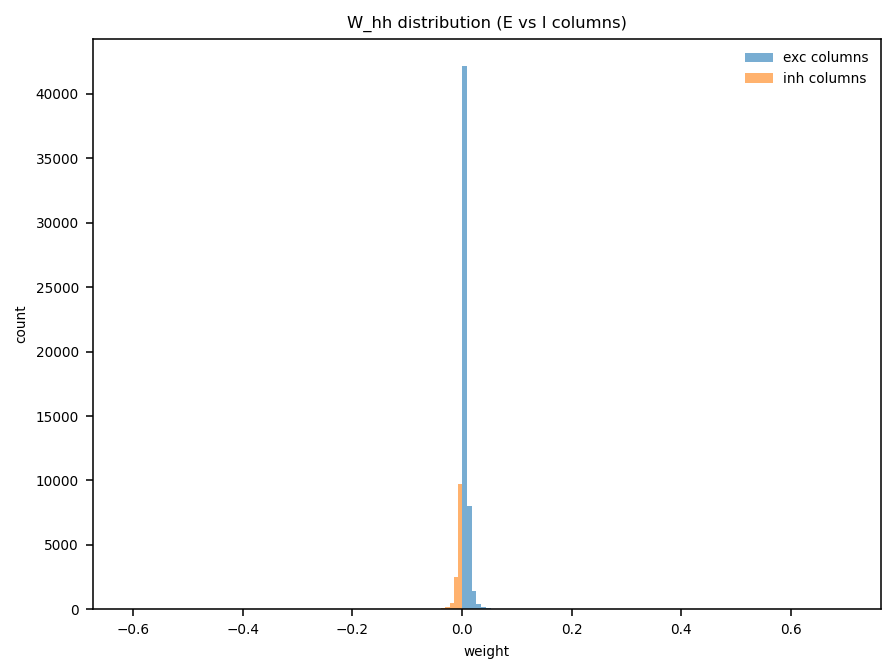 W_hh distribution (E vs I columns)
exc columns
inh columns
count
40000
35000
30000
25000
20000
15000
10000
5000
0
−0.6 −0.4 −0.2 0.0 0.2 0.4 0.6
weight